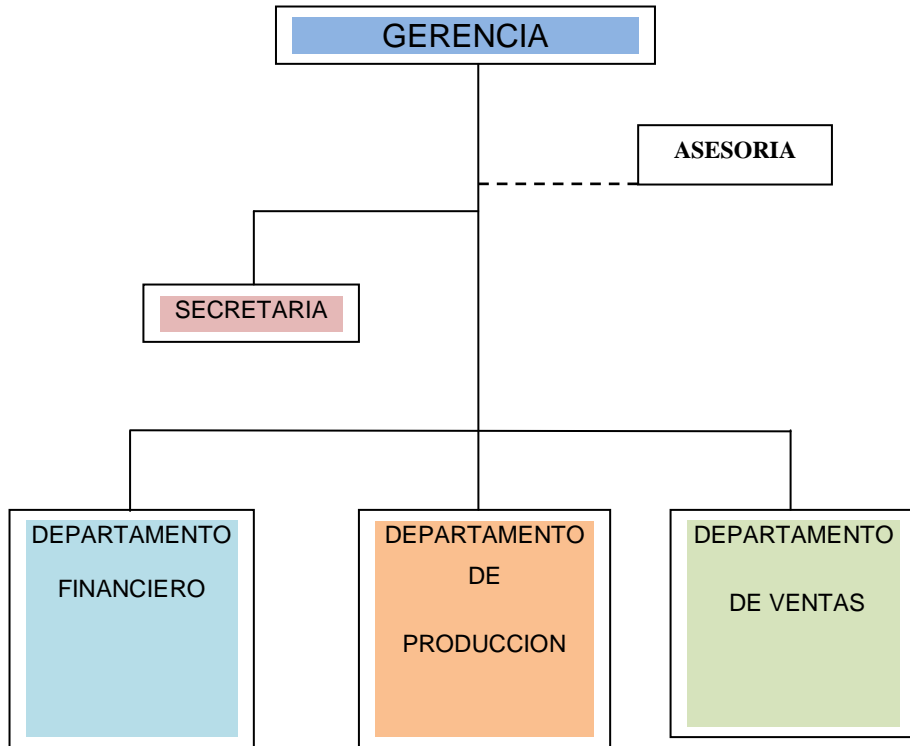 GERENCIA
ASESORIA
SECRETARIA
DEPARTAMENTO
FINANCIERO
DEPARTAMENTO
DE
PRODUCCION
DEPARTAMENTO
DE VENTAS